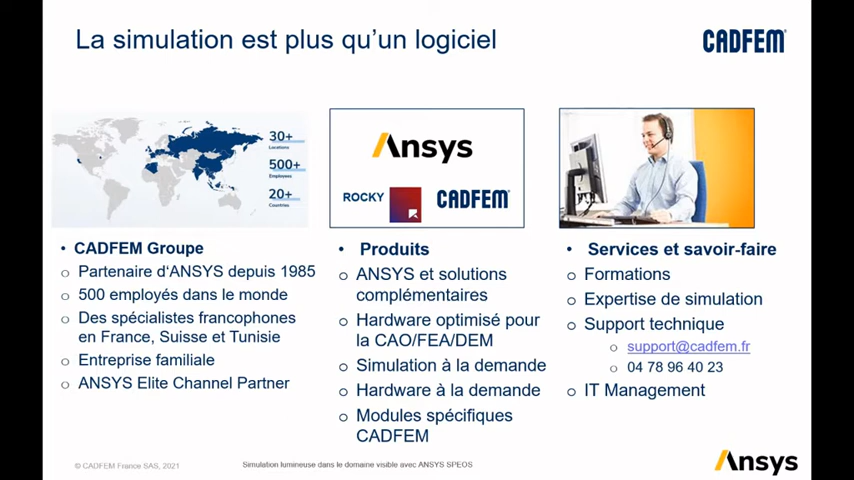 La simulation est plus qu'un logiciel
CADFEM
30+
Locations
500+
Employees
20+
Countries
Ansys
ROCKY
CADFEM
• CADFEM Groupe
o Partenaire d'ANSYS depuis 1985
o 500 employés dans le monde
o Des spécialistes francophones
en France, Suisse et Tunisie
o Entreprise familiale
o ANSYS Elite Channel Partner
• Produits
o ANSYS et solutions
complémentaires
o Hardware optimisé pour
la CAO/FEA/DEM
o Simulation à la demande
o Hardware à la demande
o Modules spécifiques
CADFEM
• Services et savoir-faire
o Formations
o Expertise de simulation
o Support technique
o support@cadfem.fr
o 04 78 96 40 23
o IT Management
© CADFEM France SAS, 2021
Simulation lumineuse dans le domaine visible avec ANSYS SPEOS
Ansys